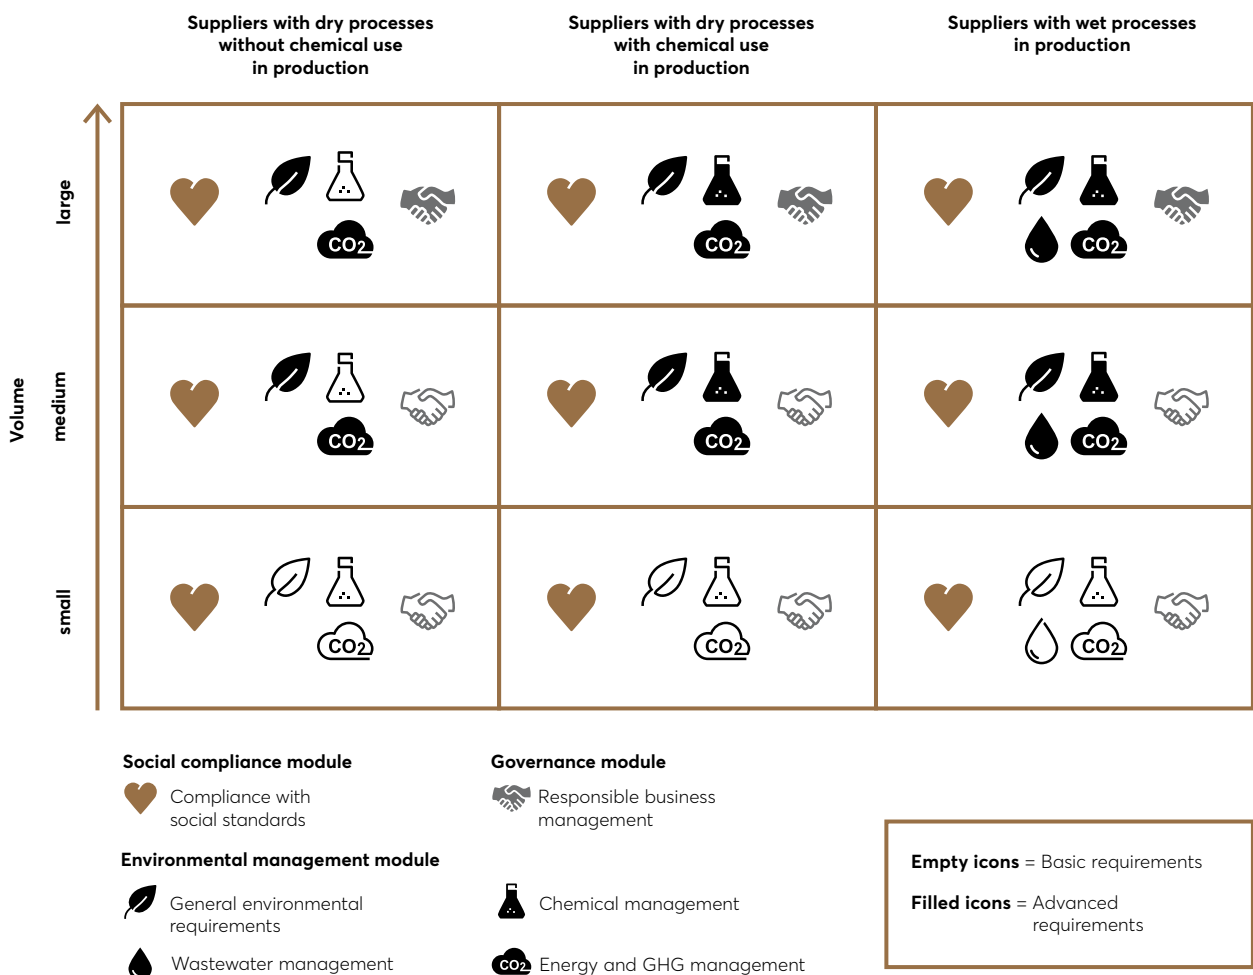 Suppliers with dry processes
without chemical use
in production
Suppliers with dry processes
with chemical use
in production
Suppliers with wet processes
in production
Volume
large
medium
small
CO2
CO2
CO2
CO2
CO2
CO2
CO2
CO2
CO2
Social compliance module
Compliance with
social standards
Governance module
Responsible business
management
Environmental management module
General environmental
requirements
Chemical management
Wastewater management
CO2
Energy and GHG management
Empty icons = Basic requirements
Filled icons = Advanced
requirements